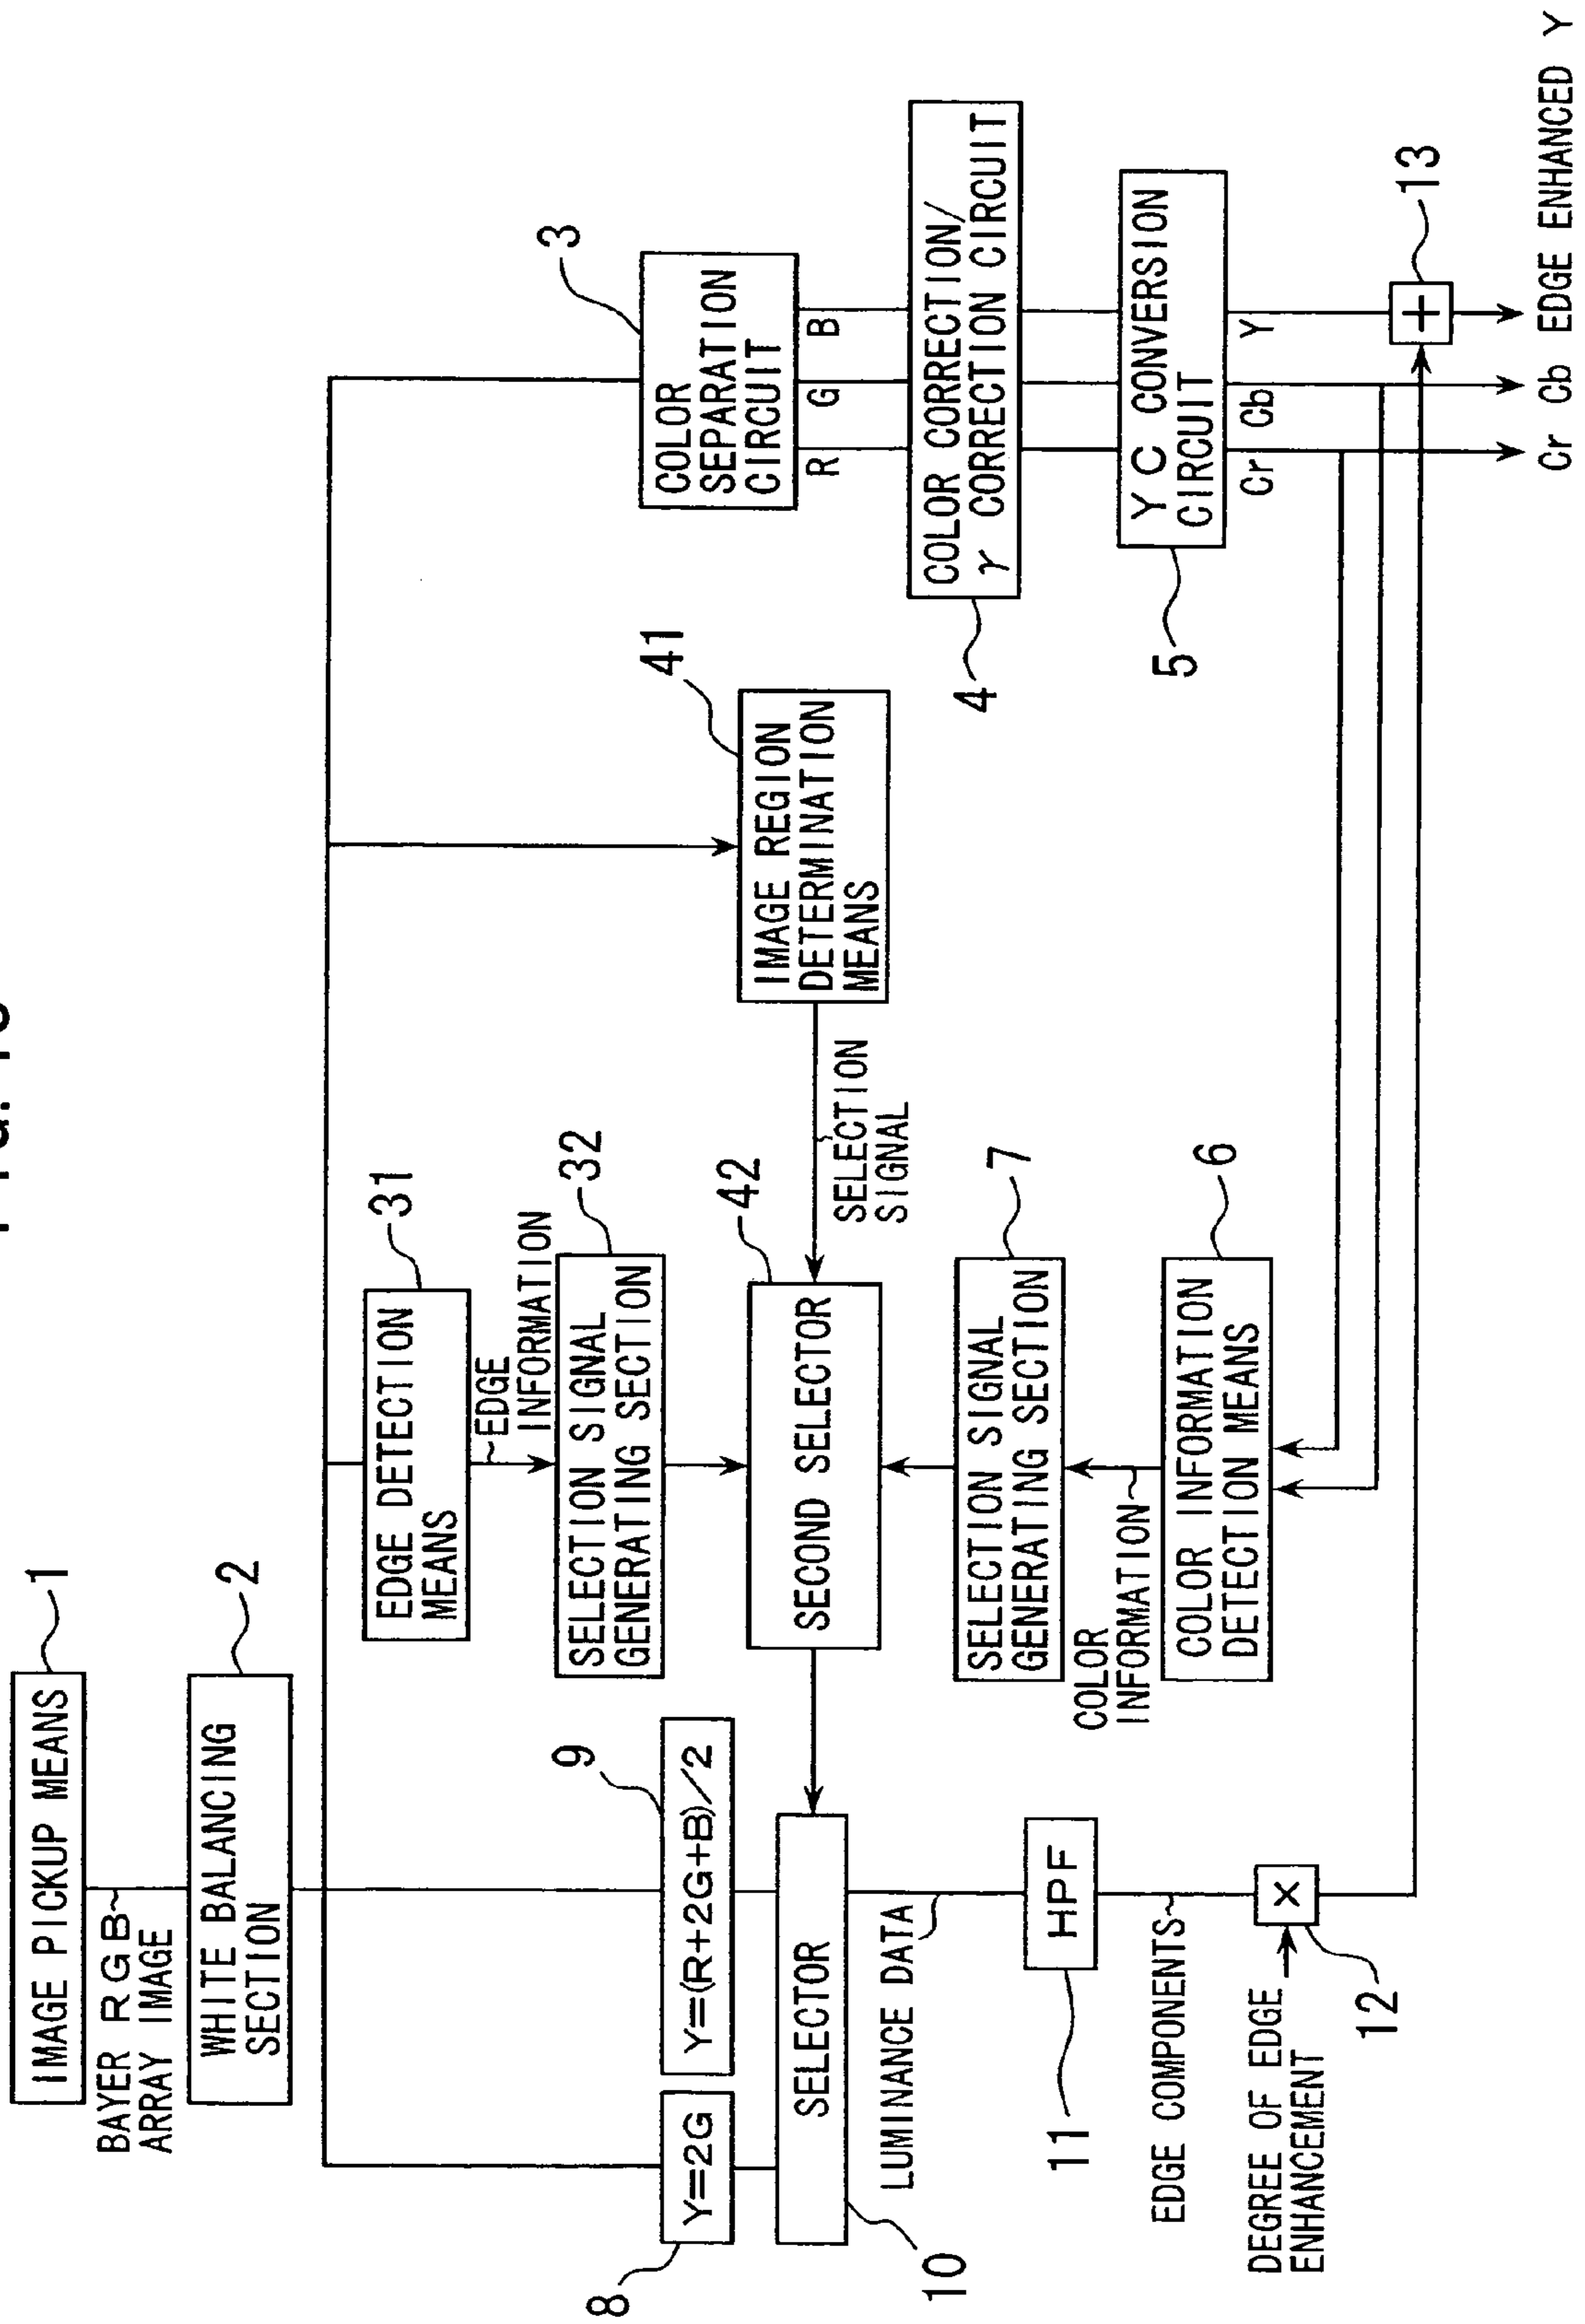 IMAGE PICKUP MEANS
1
BAYER R G B
ARRAY IMAGE
WHITE BALANCING
SECTION
2
EDGE DETECTION
MEANS
31
EDGE
INFORMATION
SELECTION SIGNAL
GENERATING SECTION
32
8
Y=2G
9
Y=(R+2G+B)/2
SELECTOR
10
SECOND SELECTOR
42
SELECTION
SIGNAL
IMAGE REGION
DETERMINATION
MEANS
41
COLOR
SEPARATION
CIRCUIT
3
R
G
B
COLOR CORRECTION/
γ CORRECTION CIRCUIT
4
Y C CONVERSION
CIRCUIT
5
Cr
Cb
Y
LUMINANCE DATA
HPF
11
SELECTION SIGNAL
GENERATING SECTION
7
COLOR
INFORMATION
COLOR INFORMATION
DETECTION MEANS
6
EDGE COMPONENTS
DEGREE OF EDGE
ENHANCEMENT
×
12
+
13
Cr
Cb
EDGE ENHANCED Y